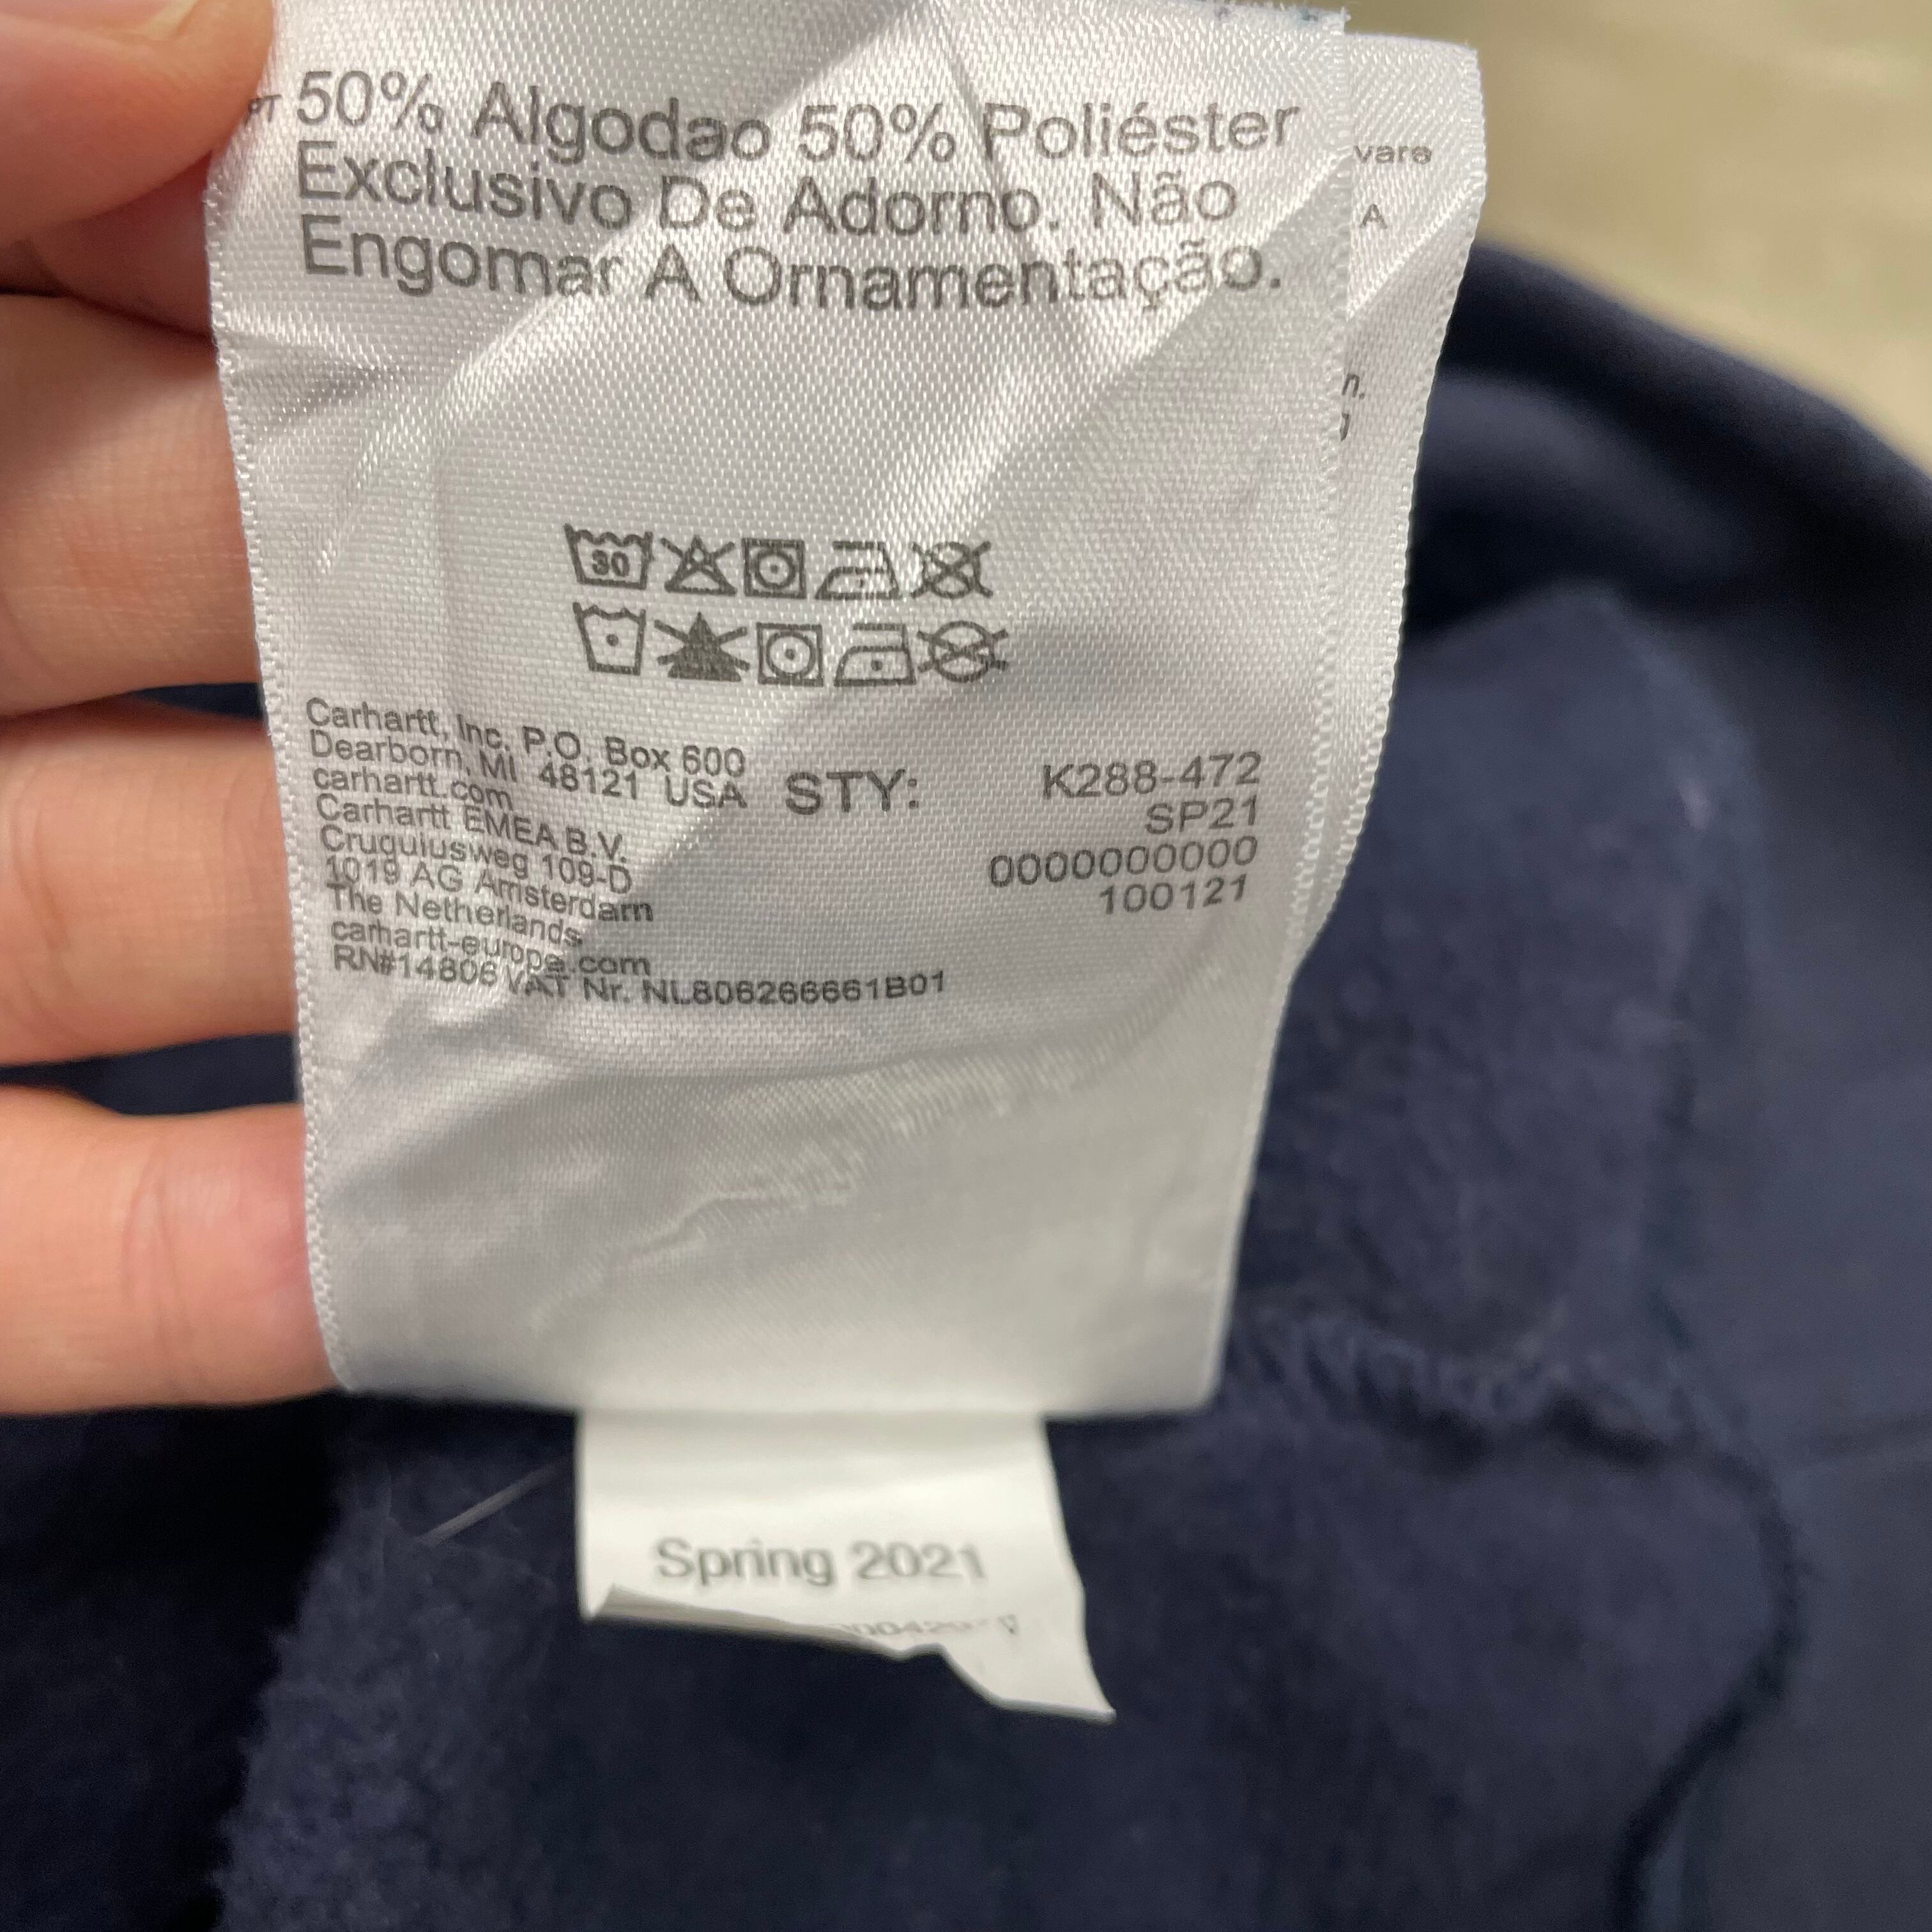 PT 50% Algodao 50% Poliéster
Exclusivo De Adorno. Não
Engomar A Ornamentação.
vare
A
n.
30
Carhartt, Inc. P.O. Box 600
Dearborn, MI 48121 USA
carhartt.com
Carhartt EMEA B.V.
Cruquiusweg 109-D
1019 AG Amsterdam
The Netherlands
carhartt-europe.com
RN#14806 VAT Nr. NL806266661B01
STY: K288-472
SP21
0000000000
100121
Spring 2021